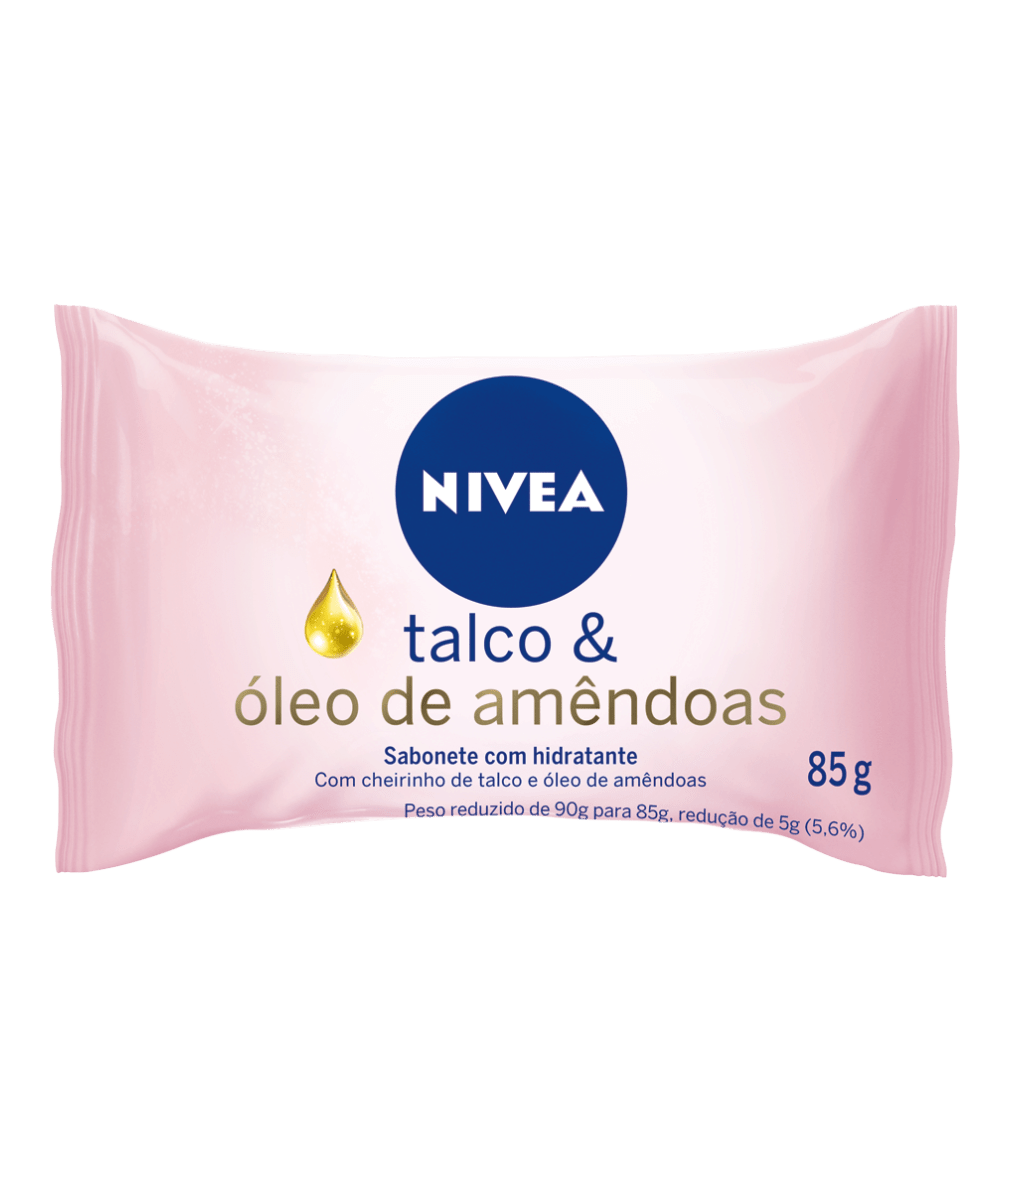 NIVEA
talco &
óleo de amêndoas
Sabonete com hidratante
Com cheirinho de talco e óleo de amêndoas
85 g
Peso reduzido de 90g para 85g, redução de 5g (5,6%)